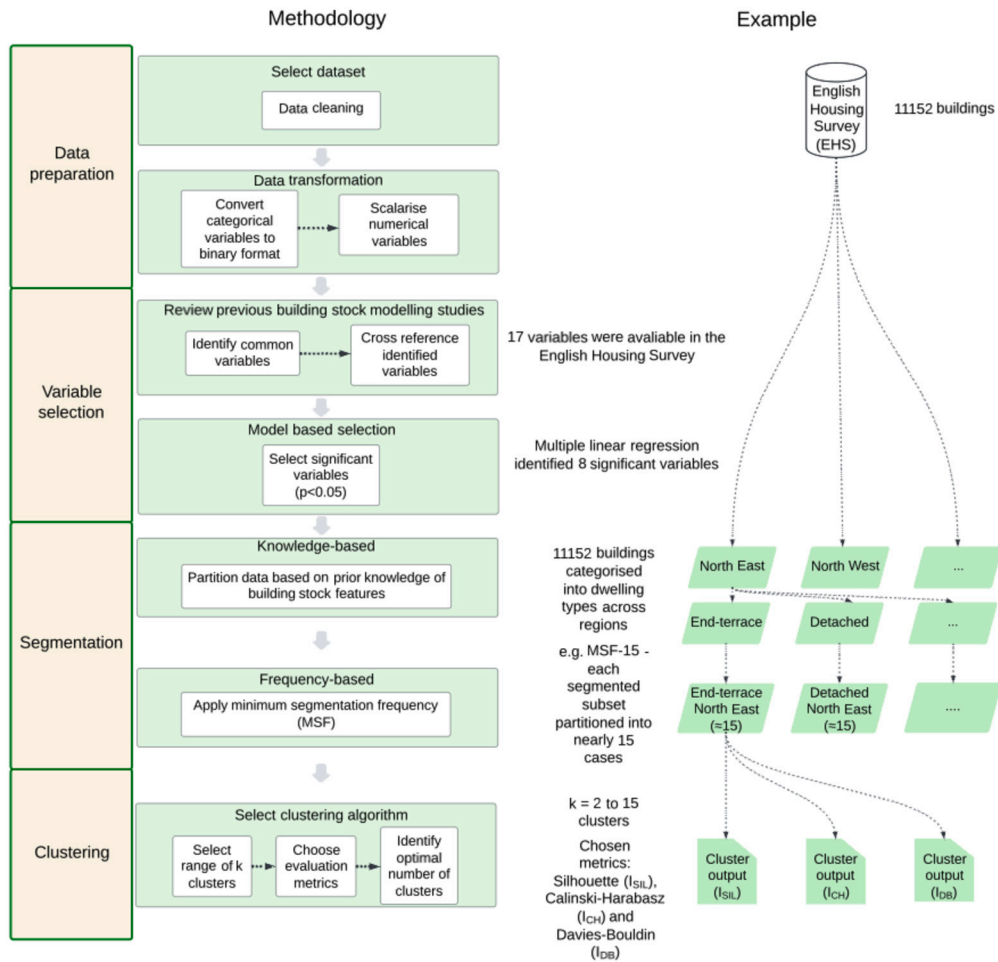 Methodology
Example
Data
preparation
Select dataset
Data cleaning
Data transformation
Convert
categorical
variables to
binary format
Scalarise
numerical
variables
English
Housing
Survey
(EHS)
11152 buildings
Variable
selection
Review previous building stock modelling studies
Identify common
variables
Cross reference
identified
variables
17 variables were avaliable in the
English Housing Survey
Model based selection
Select significant
variables
(p<0.05)
Multiple linear regression
identified 8 significant variables
Segmentation
Knowledge-based
Partition data based on prior knowledge of
building stock features
Frequency-based
Apply minimum segmentation frequency
(MSF)
11152 buildings
categorised
into dwelling
types across
regions
North East
North West
...
End-terrace
Detached
...
e.g. MSF-15 -
each
segmented
subset
partitioned into
nearly 15
cases
End-terrace
North East
(≈15)
Detached
North East
(≈15)
....
Clustering
Select clustering algorithm
Select
range of k
clusters
Choose
evaluation
metrics
Identify
optimal
number of
clusters
k = 2 to 15
clusters
Chosen
metrics:
Silhouette (ISIL),
Calinski-Harabasz
(ICH) and
Davies-Bouldin
(IDB)
Cluster
output
(ISIL)
Cluster
output
(ICH)
Cluster
output
(IDB)